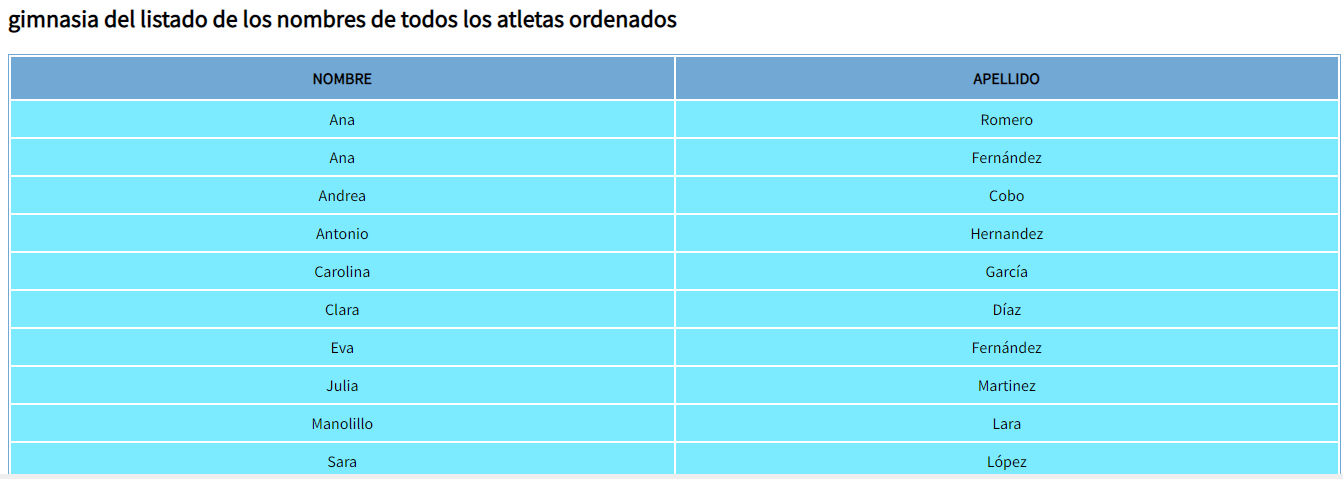 gimnasia del listado de los nombres de todos los atletas ordenados
NOMBRE APELLIDO
Ana Romero
Ana Fernández
Andrea Cobo
Antonio Hernandez
Carolina García
Clara Díaz
Eva Fernández
Julia Martinez
Manolillo Lara
Sara López